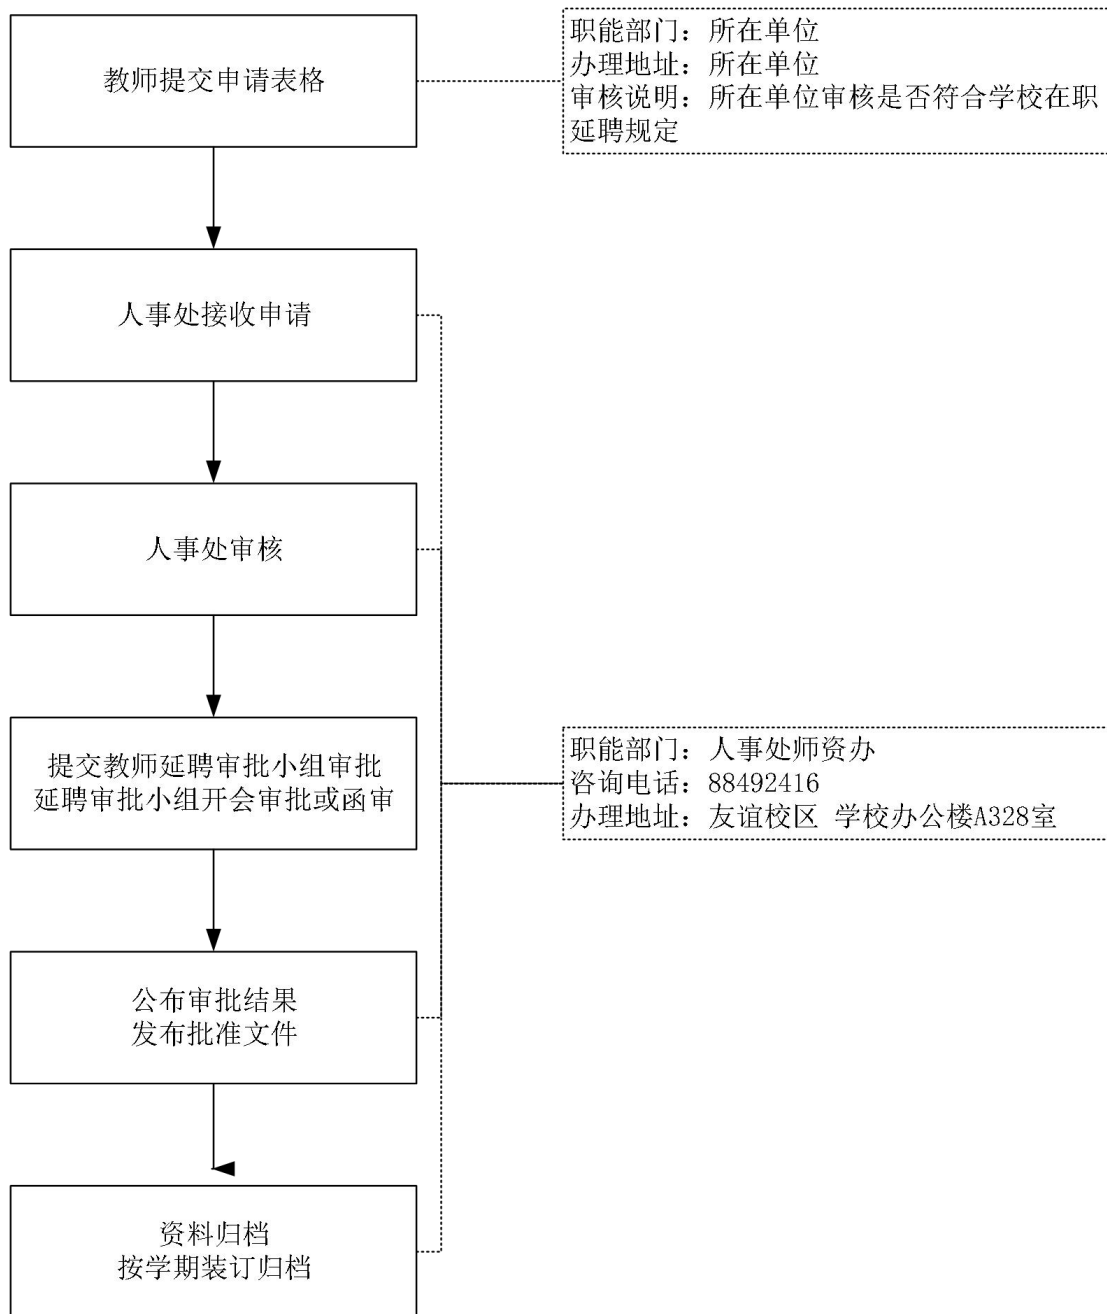 教师提交申请表格
职能部门：所在单位
办理地址：所在单位
审核说明：所在单位审核是否符合学校在职
延聘规定
人事处接收申请
人事处审核
提交教师延聘审批小组审批
延聘审批小组开会审批或函审
职能部门：人事处师资办
咨询电话：88492416
办理地址：友谊校区 学校办公楼A328室
公布审批结果
发布批准文件
资料归档
按学期装订归档